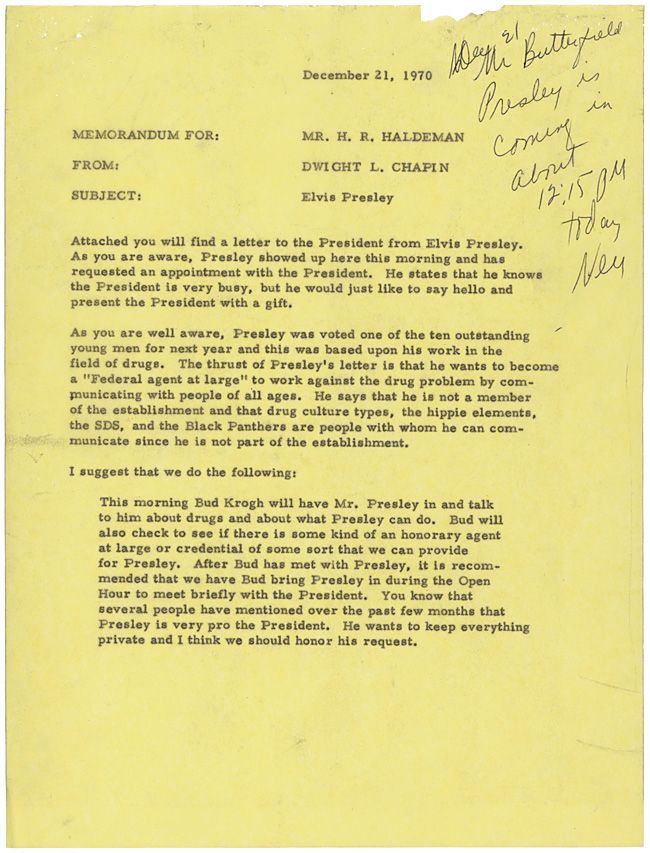 December 21, 1970
Dec 21
Mr Butterfield
Presley is
coming in
about
12:15 PM
today
MEMORANDUM FOR: MR. H. R. HALDEMAN
FROM: DWIGHT L. CHAPIN
SUBJECT: Elvis Presley
Attached you will find a letter to the President from Elvis Presley.
As you are aware, Presley showed up here this morning and has
requested an appointment with the President. He states that he knows
the President is very busy, but he would just like to say hello and
present the President with a gift.
As you are well aware, Presley was voted one of the ten outstanding
young men for next year and this was based upon his work in the
field of drugs. The thrust of Presley's letter is that he wants to become
a "Federal agent at large" to work against the drug problem by com-
municating with people of all ages. He says that he is not a member
of the establishment and that drug culture types, the hippie elements,
the SDS, and the Black Panthers are people with whom he can com-
municate since he is not part of the establishment.
I suggest that we do the following:
This morning Bud Krogh will have Mr. Presley in and talk
to him about drugs and about what Presley can do. Bud will
also check to see if there is some kind of an honorary agent
at large or credential of some sort that we can provide
for Presley. After Bud has met with Presley, it is recom-
mended that we have Bud bring Presley in during the Open
Hour to meet briefly with the President. You know that
several people have mentioned over the past few months that
Presley is very pro the President. He wants to keep everything
private and I think we should honor his request.